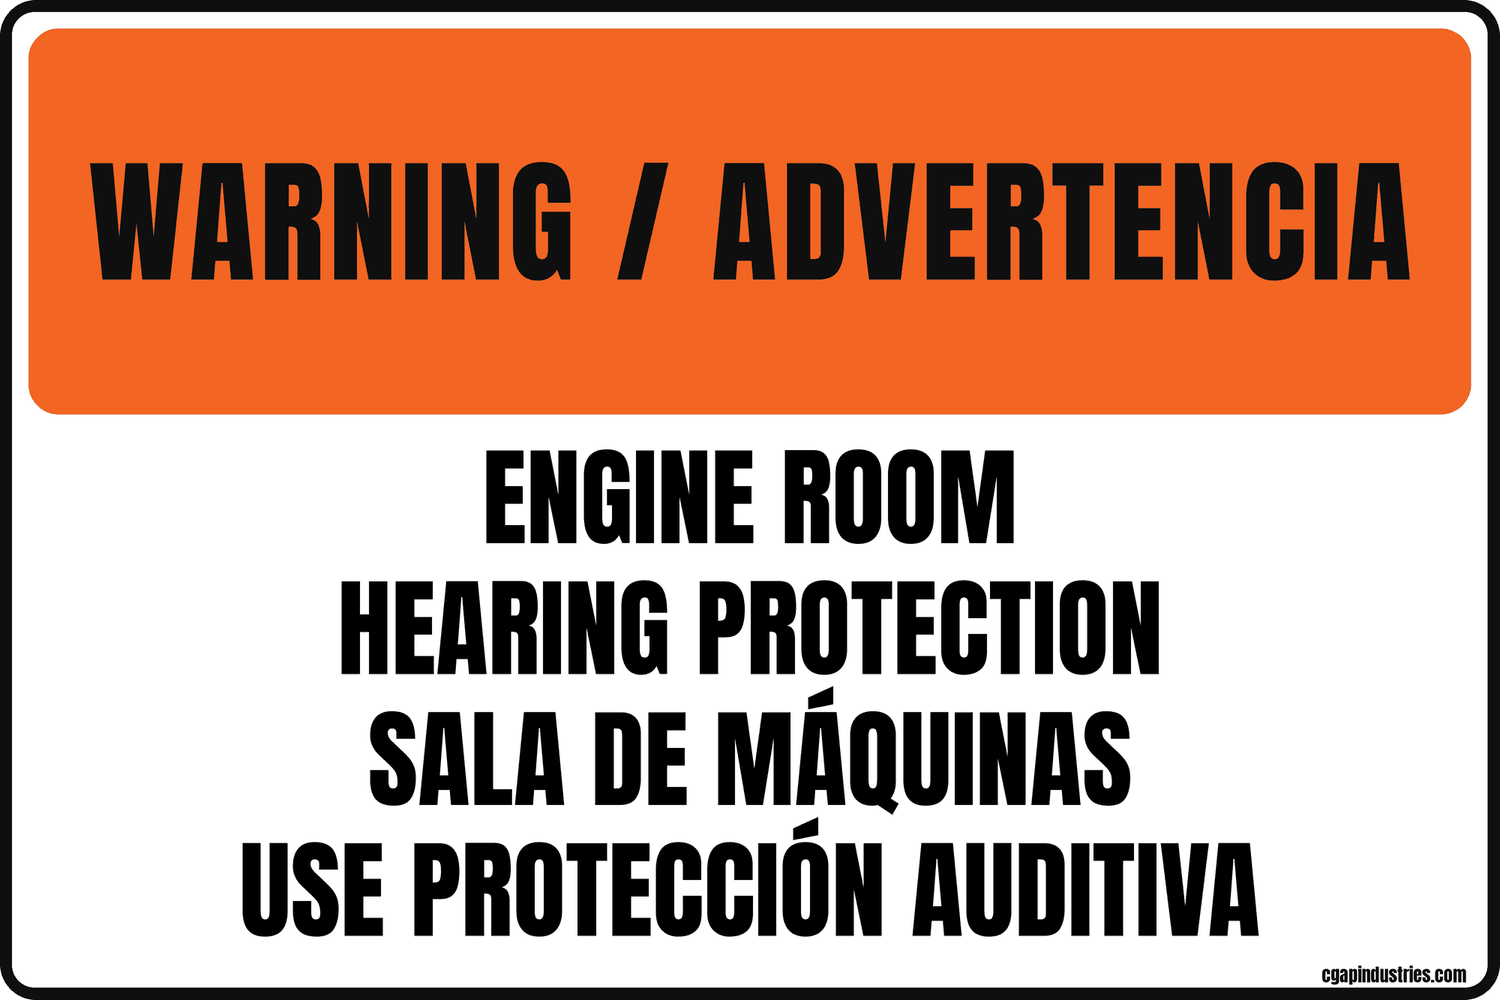 WARNING / ADVERTENCIA
ENGINE ROOM
HEARING PROTECTION
SALA DE MÁQUINAS
USE PROTECCIÓN AUDITIVA
cgapindustries.com